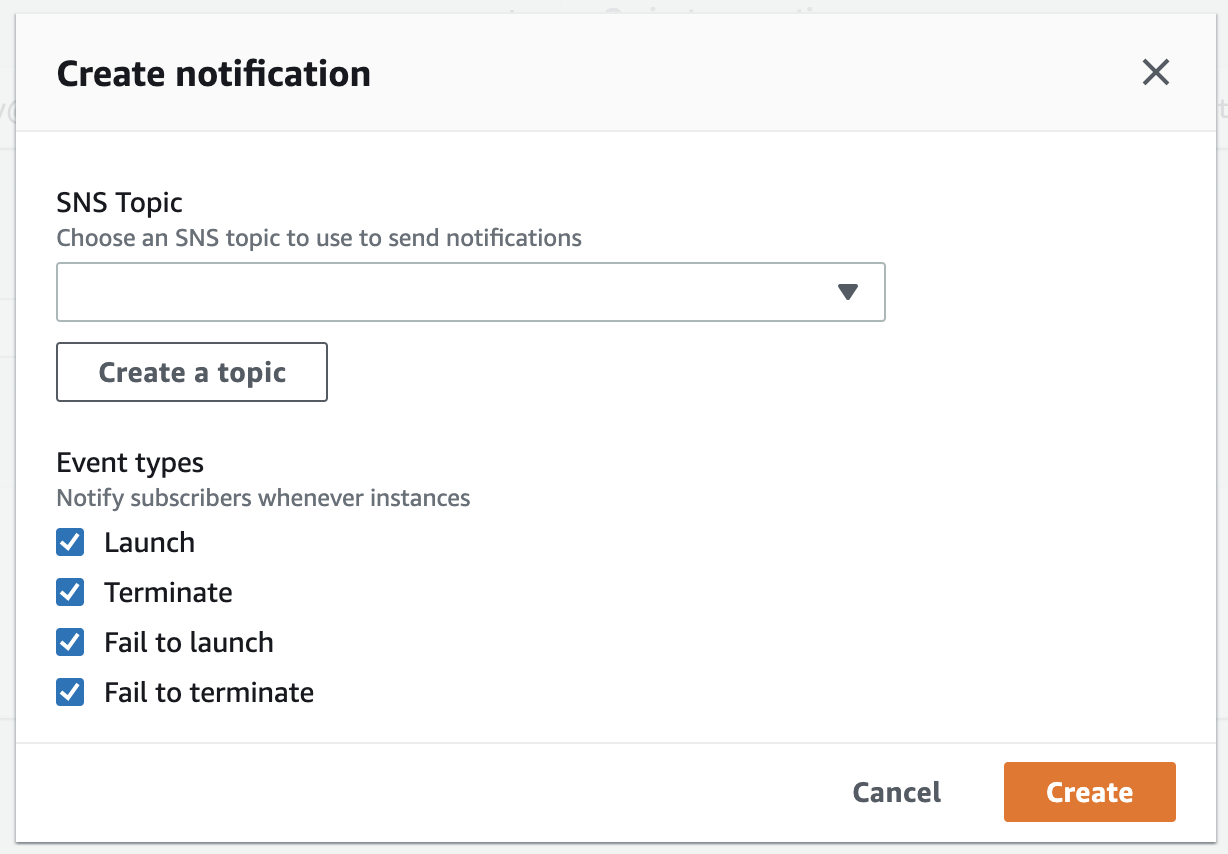 Create notification
SNS Topic
Choose an SNS topic to use to send notifications
Create a topic
Event types
Notify subscribers whenever instances
Launch
Terminate
Fail to launch
Fail to terminate
Cancel
Create